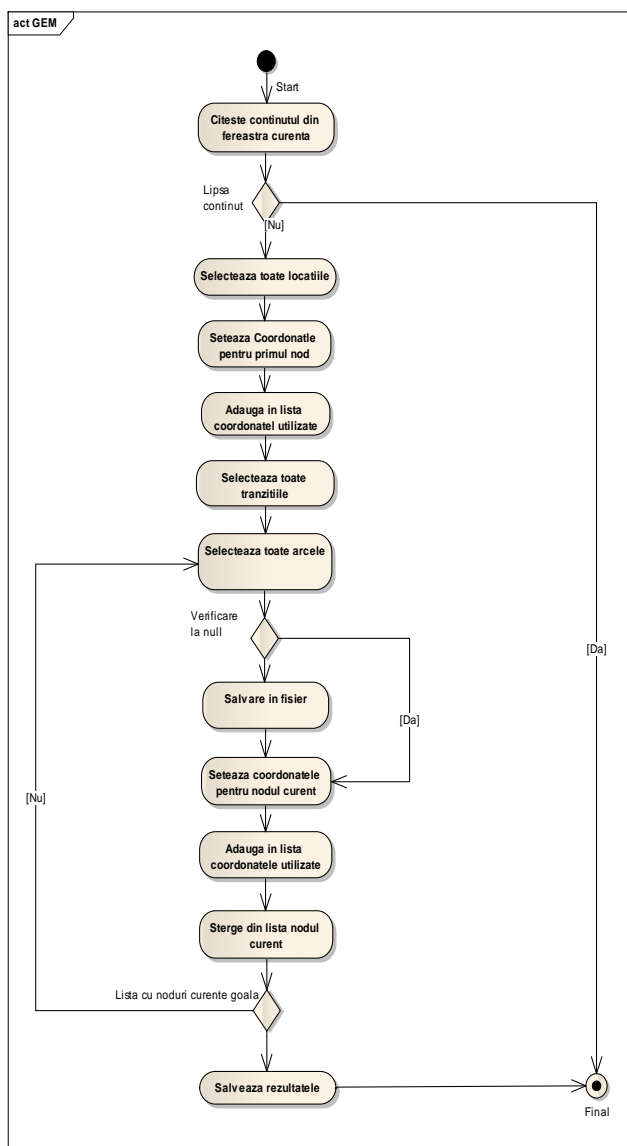 act GEM
Start
Citeste continutul din
fereastra curenta
Lipsa
continut
[Nu]
Selecteaza toate locatiile
Seteaza Coordonatle
pentru primul nod
Adauga in lista
coordonatel utilizate
Selecteaza toate
tranzitiile
Selecteaza toate arcele
Verificare
la null
[Da]
Salvare in fisier
[Da]
Seteaza coordonatele
pentru nodul curent
[Nu]
Adauga in lista
coordonatele utilizate
Sterge din lista nodul
curent
Lista cu noduri curente goala
Salveaza rezultatele
Final